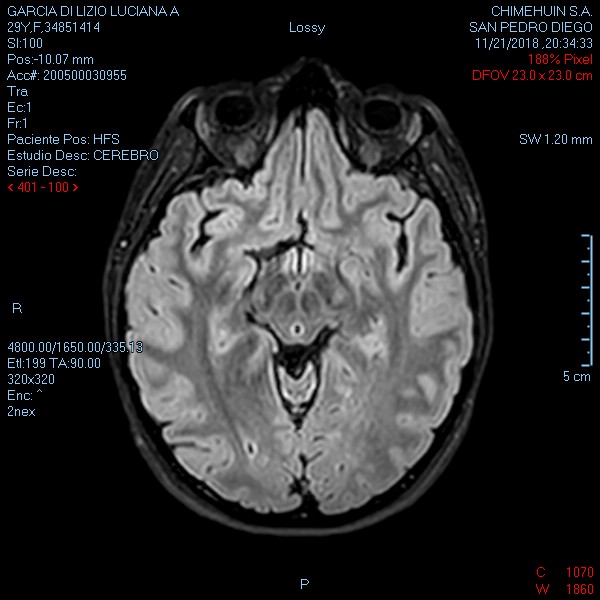 GARCIA DI LIZIO LUCIANA A
29Y,F,34851414
Sl:100
Pos:-10.07 mm
Acc#: 200500030955
Tra
Ec:1
Fr:1
Paciente Pos: HFS
Estudio Desc: CEREBRO
Serie Desc:
< 401 - 100 >
Lossy
CHIMEHUIN S.A.
SAN PEDRO DIEGO
11/21/2018 ,20:34:33
188% Pixel
DFOV 23.0 x 23.0 cm
SW 1.20 mm
R
4800.00/1650.00/335.13
Etl:199 TA:90.00
320x320
Enc: ^
2nex
5 cm
P
C 1070
W 1860